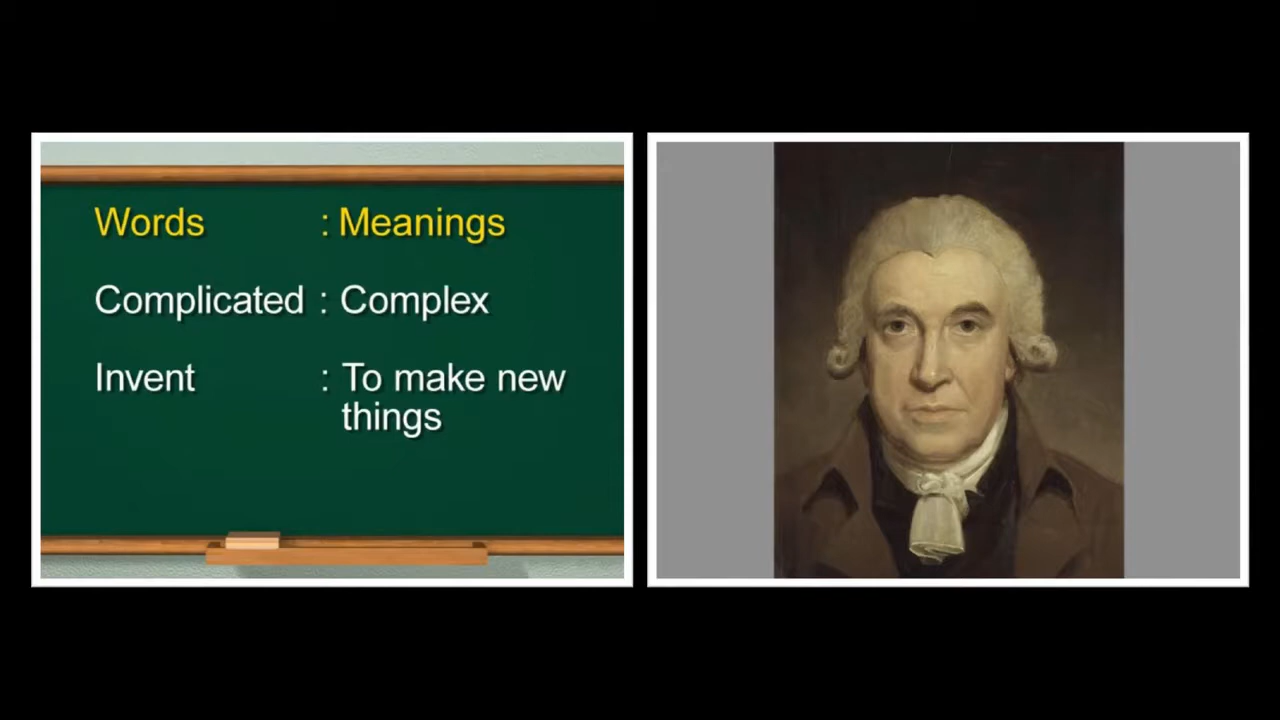 Words : Meanings
Complicated : Complex
Invent : To make new
things